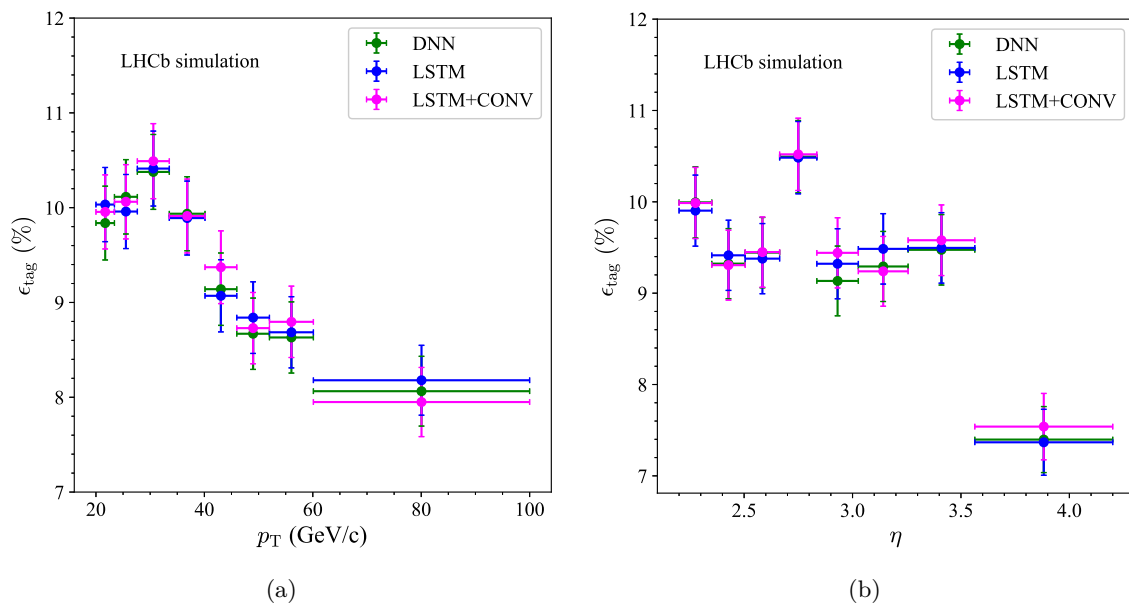 12
11
10
9
8
7
ϵtag (%)
LHCb simulation
DNN
LSTM
LSTM+CONV
20 40 60 80 100
pT (GeV/c)
(a)
12
11
10
9
8
7
ϵtag (%)
LHCb simulation
DNN
LSTM
LSTM+CONV
2.5 3.0 3.5 4.0
η
(b)